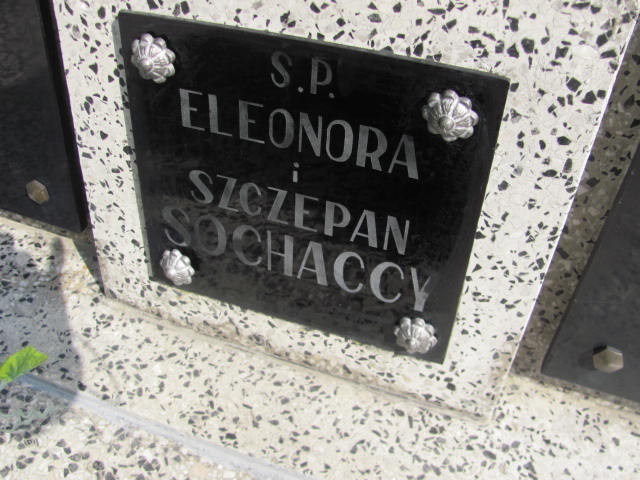 S.P.
ELEONORA
i
SZCZEPAN
SOCHACCY